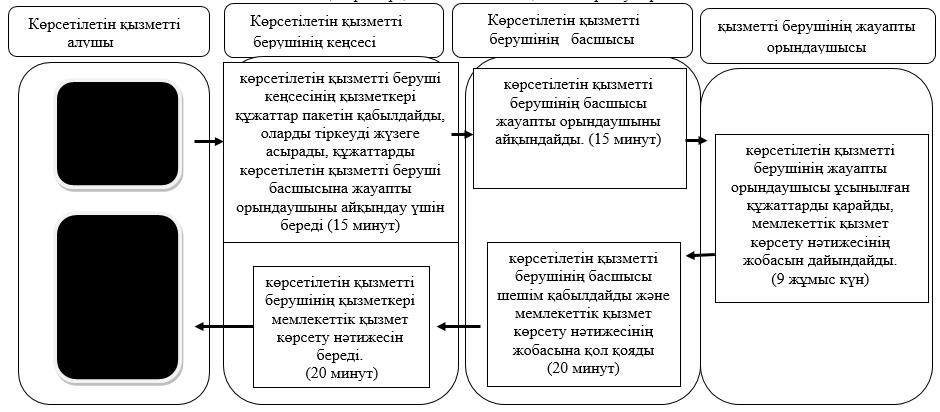 Көрсетілетін қызметті
алушы
Көрсетілетін қызметті
берушінің кеңсесі
Көрсетілетін қызметті
берушінің басшысы
қызметті берушінің жауапты
орындаушысы
көрсетілетін қызметті беруші
кеңсесінің қызметкері
құжаттар пакетін қабылдайды,
оларды тіркеуді жүзеге
асырады, құжаттарды
көрсетілетін қызметті беруші
басшысына жауапты
орындаушыны айқындау үшін
береді (15 минут)
көрсетілетін қызметті
берушінің басшысы
жауапты орындаушыны
айқындайды. (15 минут)
көрсетілетін қызметті
берушінің жауапты
орындаушысы ұсынылған
құжаттарды қарайды,
мемлекеттік қызмет
көрсету нәтижесінің
жобасын дайындайды.
(9 жұмыс күн)
көрсетілетін қызметті
берушінің басшысы
шешім қабылдайды және
мемлекеттік қызмет
көрсету нәтижесінің
жобасына қол қояды
(20 минут)
көрсетілетін қызметті
берушінің қызметкері
мемлекеттік қызмет
көрсету нәтижесін
береді.
(20 минут)